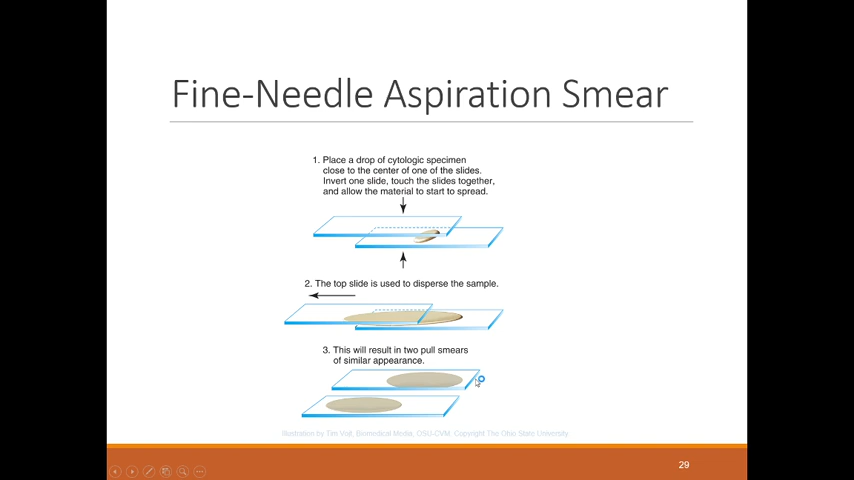 Fine-Needle Aspiration Smear
1. Place a drop of cytologic specimen
close to the center of one of the slides.
Invert one slide, touch the slides together,
and allow the material to start to spread.
2. The top slide is used to disperse the sample.
3. This will result in two pull smears
of similar appearance.
Illustration by Tim Vojt, Biomedical Media, OSU-CVM, Copyright The Ohio State University
29